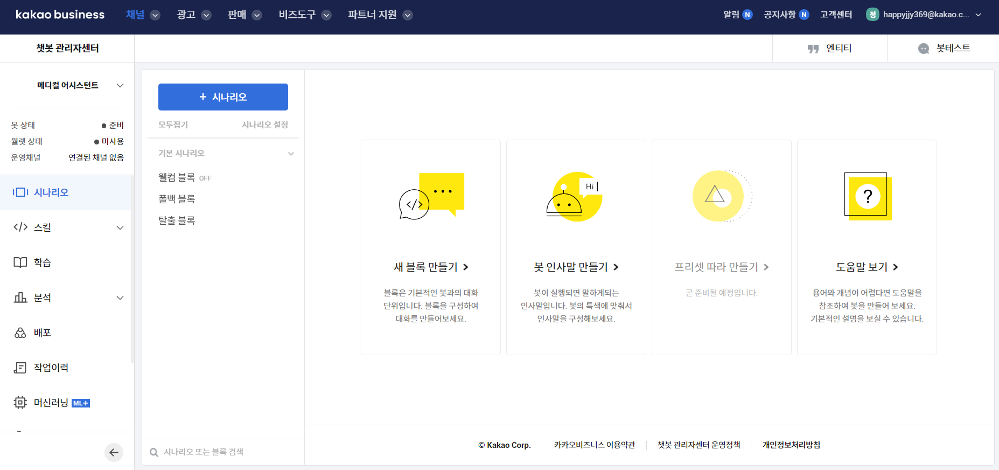 kakao business 채널 광고 판매 비즈도구 파트너 지원 알림 N 공지사항 N 고객센터 정 happyjjy369@kakao.c...
챗봇 관리자센터
엔티티
봇테스트
메디컬 어시스턴트
봇 상태 준비
월렛 상태 미사용
운영채널 연결된 채널 없음
시나리오
스킬
학습
분석
배포
작업이력
머신러닝 ML+
+ 시나리오
모두접기 시나리오 설정
기본 시나리오
웰컴 블록 OFF
폴백 블록
탈출 블록
시나리오 또는 블록 검색
</>
새 블록 만들기
블록은 기본적인 봇과의 대화
단위입니다. 블록을 구성하여
대화를 만들어보세요.
Hi
봇 인사말 만들기
봇이 실행되면 말하게되는
인사말입니다. 봇의 특색에 맞춰서
인사말을 구성해보세요.
프리셋 따라 만들기
곧 준비될 예정입니다.
?
도움말 보기
용어와 개념이 어렵다면 도움말을
참조하여 봇을 만들어 보세요.
기본적인 설명을 보실 수 있습니다.
© Kakao Corp. 카카오비즈니스 이용약관 챗봇 관리자센터 운영정책 개인정보처리방침